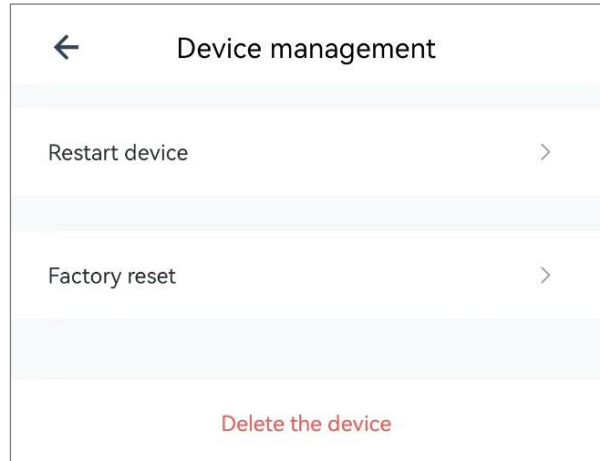 Device management
Restart device
Factory reset
Delete the device